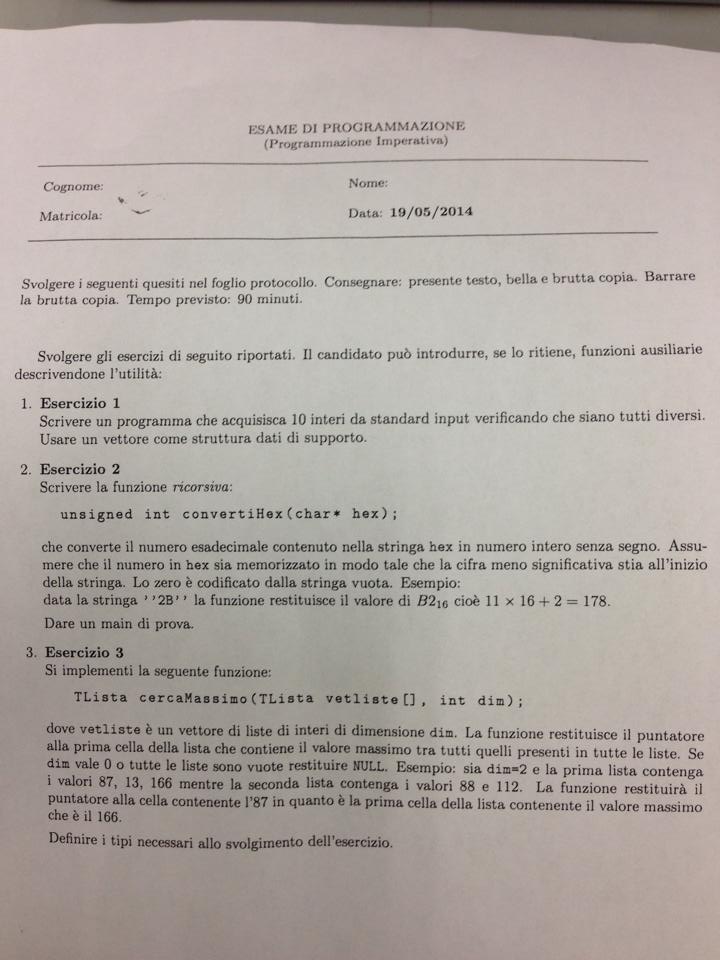 ESAME DI PROGRAMMAZIONE
(Programmazione Imperativa)
Cognome:
Nome:
Matricola:
Data: 19/05/2014
Svolgere i seguenti quesiti nel foglio protocollo. Consegnare: presente testo, bella e brutta copia. Barrare
la brutta copia. Tempo previsto: 90 minuti.
Svolgere gli esercizi di seguito riportati. Il candidato può introdurre, se lo ritiene, funzioni ausiliarie
descrivendone l'utilità:
1. Esercizio 1
Scrivere un programma che acquisisca 10 interi da standard input verificando che siano tutti diversi.
Usare un vettore come struttura dati di supporto.
2. Esercizio 2
Scrivere la funzione ricorsiva:
unsigned int convertiHex(char* hex);
che converte il numero esadecimale contenuto nella stringa hex in numero intero senza segno. Assu-
mere che il numero in hex sia memorizzato in modo tale che la cifra meno significativa stia all'inizio
della stringa. Lo zero è codificato dalla stringa vuota. Esempio:
data la stringa ''2B'' la funzione restituisce il valore di B2₁₆ cioè 11 × 16 + 2 = 178.
Dare un main di prova.
3. Esercizio 3
Si implementi la seguente funzione:
TLista cercaMassimo(TLista vetliste[], int dim);
dove vetliste è un vettore di liste di interi di dimensione dim. La funzione restituisce il puntatore
alla prima cella della lista che contiene il valore massimo tra tutti quelli presenti in tutte le liste. Se
dim vale 0 o tutte le liste sono vuote restituire NULL. Esempio: sia dim=2 e la prima lista contenga
i valori 87, 13, 166 mentre la seconda lista contenga i valori 88 e 112. La funzione restituirà il
puntatore alla cella contenente l'87 in quanto è la prima cella della lista contenente il valore massimo
che è il 166.
Definire i tipi necessari allo svolgimento dell'esercizio.